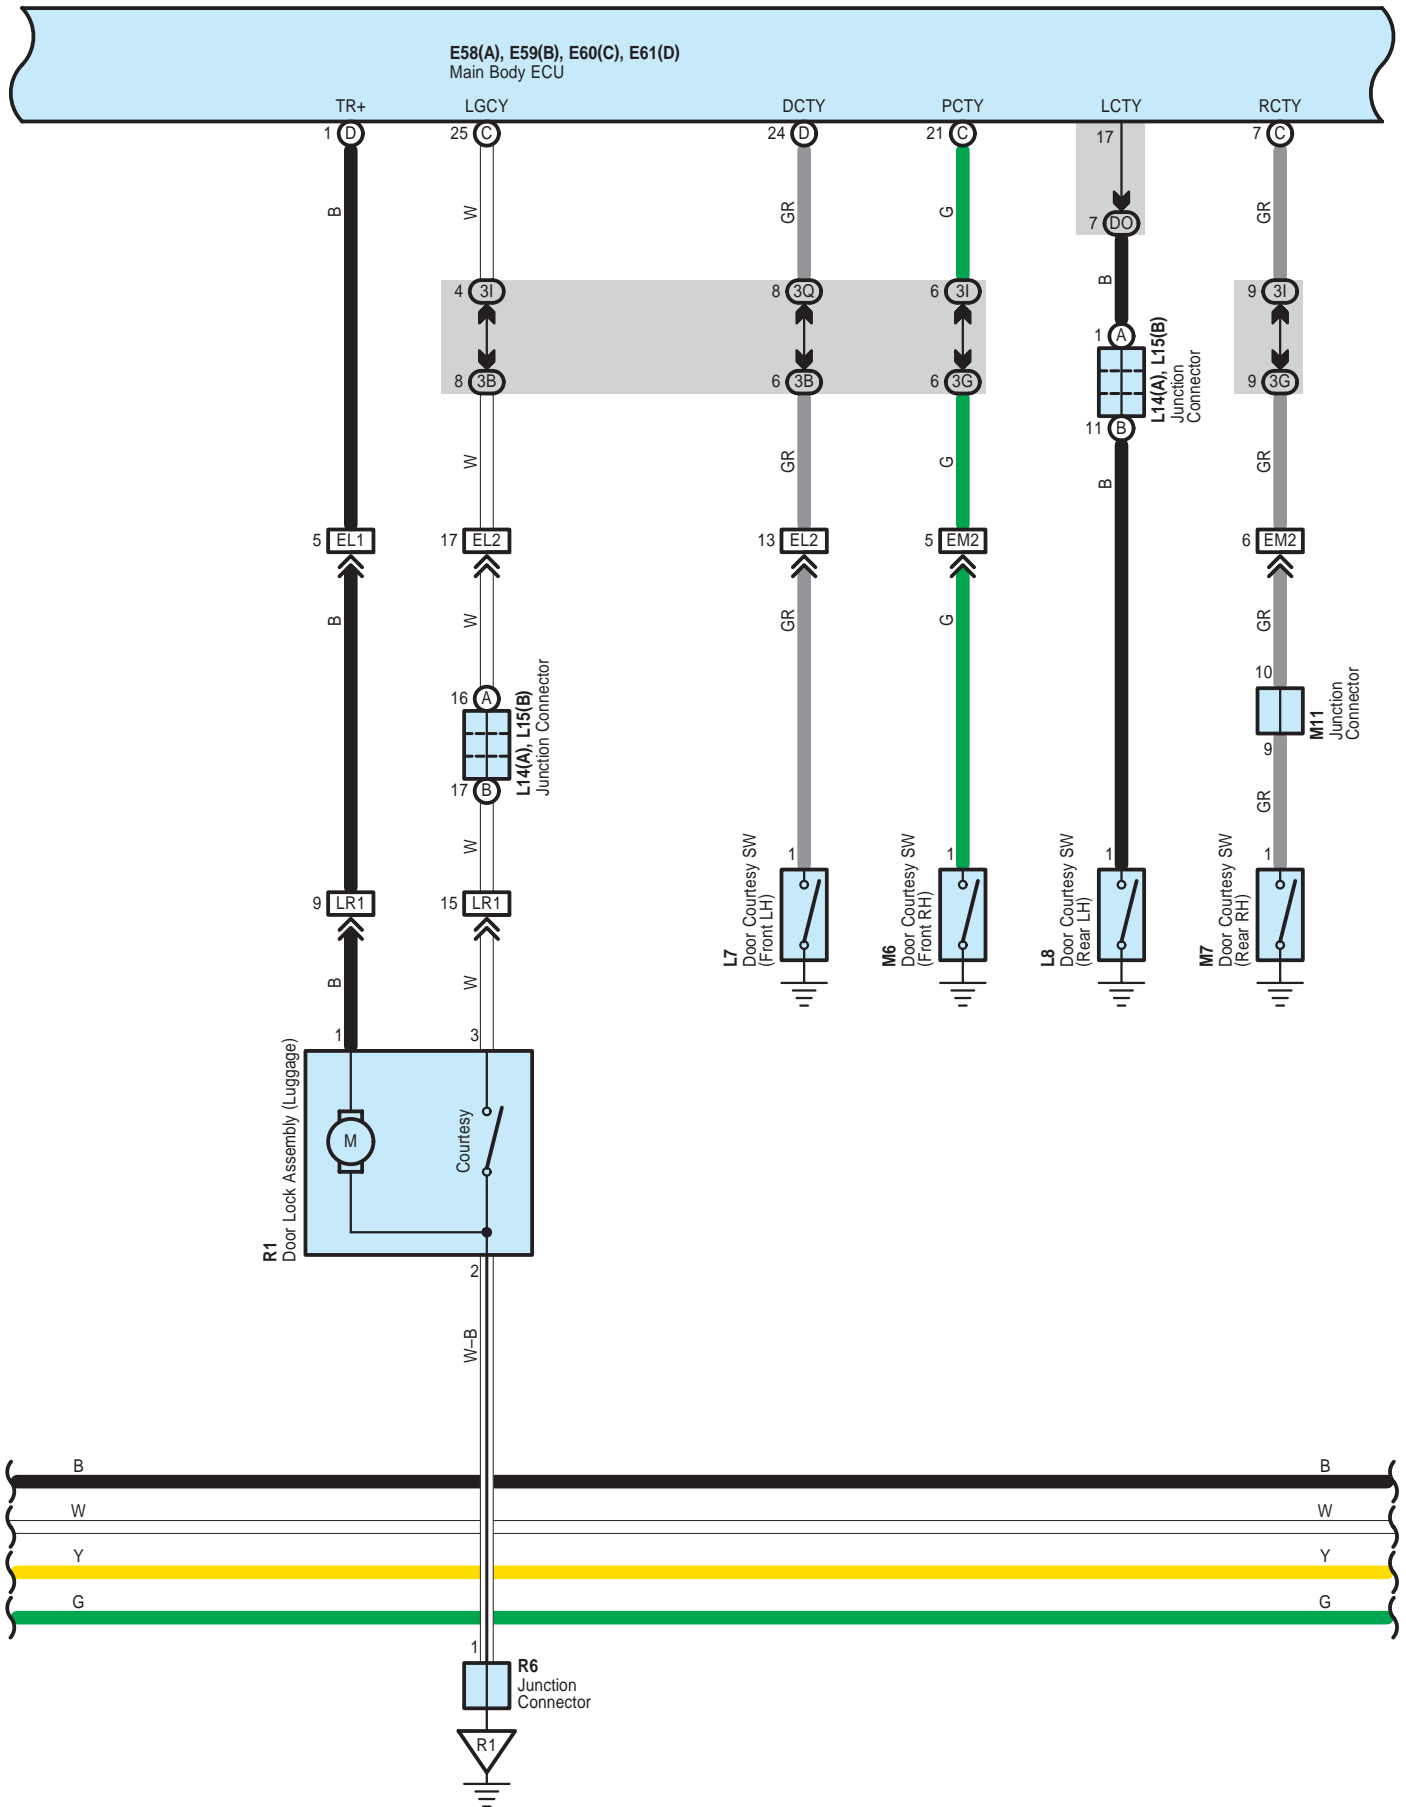 E58(A), E59(B), E60(C), E61(D)
Main Body ECU
TR+ LGCY DCTY PCTY LCTY RCTY
1 D 25 C 24 D 21 C 17 7 C
B W GR G GR
7 DO
B
4 3I 8 3Q 6 3I 9 3I
1 A
L14(A), L15(B)
Junction
Connector
8 3B 6 3B 6 3G 9 3G
11 B
W GR G B GR
5 EL1 17 EL2 13 EL2 5 EM2 6 EM2
B W GR G GR
16 A
L14(A), L15(B)
Junction Connector
17 B
10
M11
Junction
Connector
9
W GR
1 1 1 1
L7
Door Courtesy SW
(Front LH)
M6
Door Courtesy SW
(Front RH)
L8
Door Courtesy SW
(Rear LH)
M7
Door Courtesy SW
(Rear RH)
9 LR1 15 LR1
B W
1 3
R1
Door Lock Assembly (Luggage)
M
Courtesy
2
W–B
B B
W W
Y Y
G G
1
R6
Junction
Connector
R1